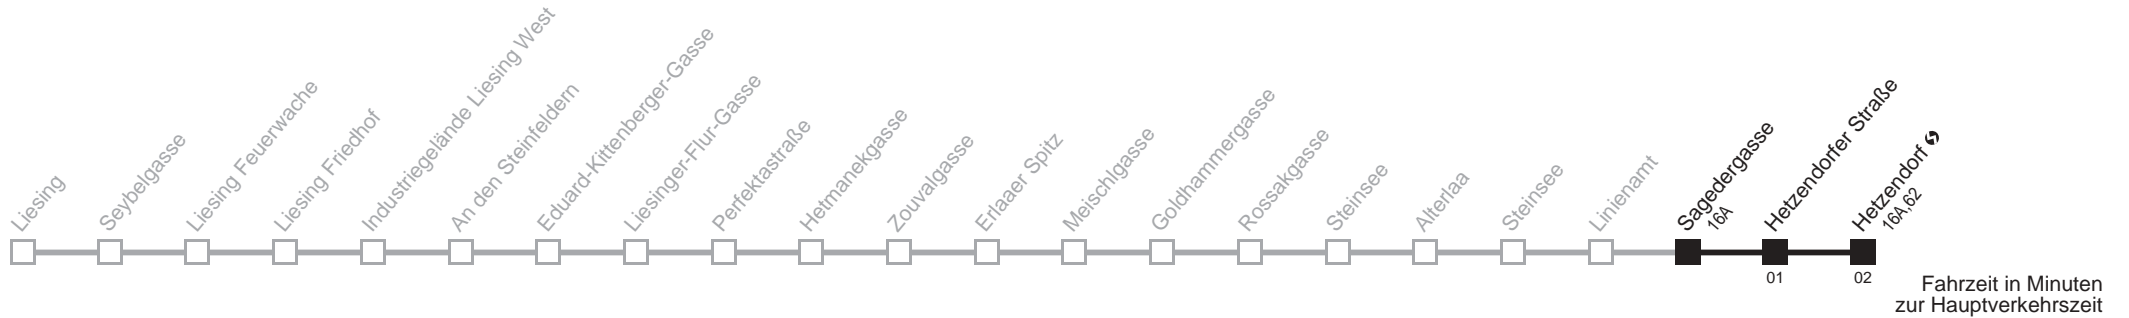 Liesing
Seybelgasse
Liesing Feuerwache
Liesing Friedhof
Industriegelände Liesing West
An den Steinfeldern
Eduard-Kittenberger-Gasse
Liesinger-Flur-Gasse
Perfektastraße
Hetmanekgasse
Zouvalgasse
Erlaaer Spitz
Meischlgasse
Goldhammergasse
Rossakgasse
Steinsee
Alterlaa
Steinsee
Linienamt
Sagedergasse
16A
Hetzendorfer Straße
Hetzendorf
16A,62
01
02
Fahrzeit in Minuten
zur Hauptverkehrszeit